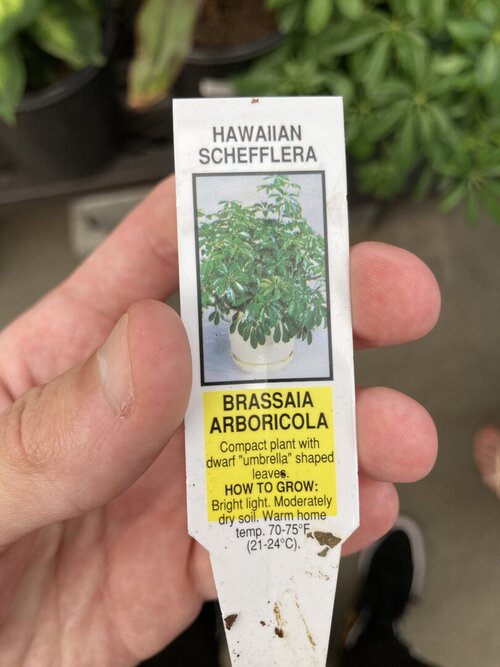 HAWAIIAN
SCHEFFLERA
BRASSAIA
ARBORICOLA
Compact plant with
dwarf "umbrella" shaped
leaves.
HOW TO GROW:
Bright light. Moderately
dry soil. Warm home
temp. 70-75°F
(21-24°C).